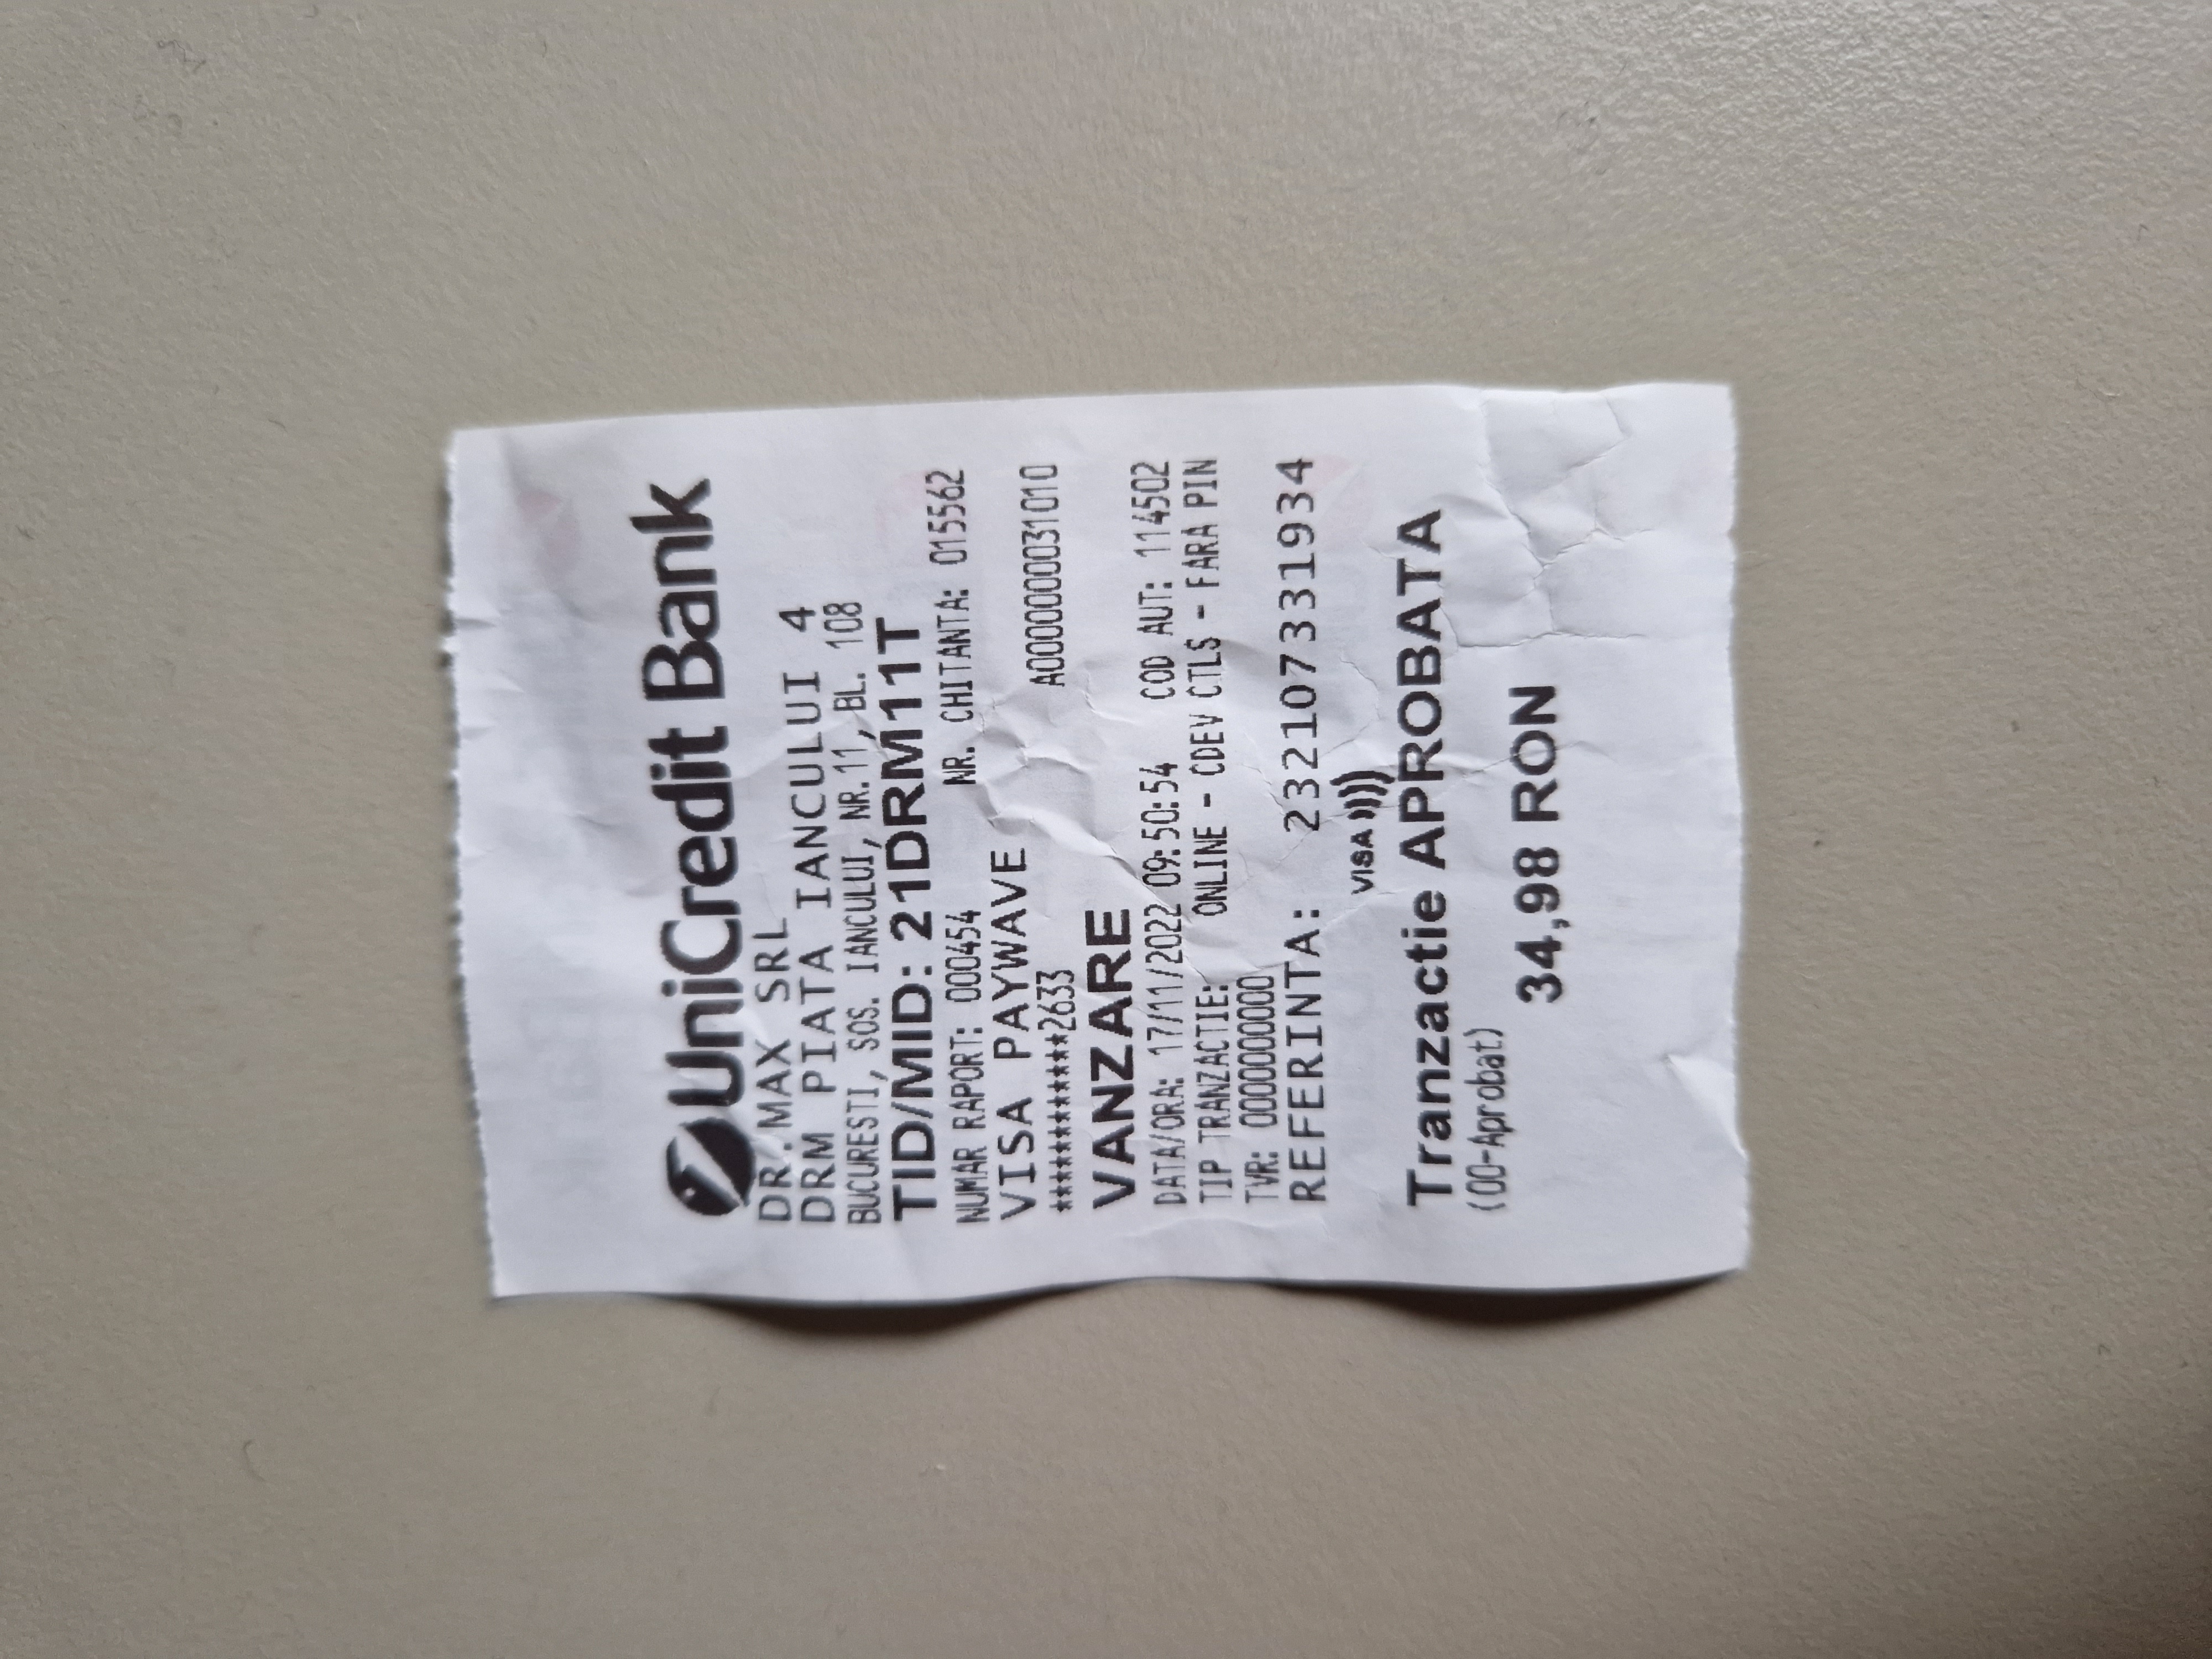 UniCredit Bank
DR.MAX SRL
DRM PIATA IANCULUI 4
BUCURESTI, SOS. IANCULUI, NR.11, BL. 108
TID/MID: 21DRM11T
NUMAR RAPORT: 000454 NR. CHITANTA: 015562
VISA PAYWAVE
************2633 A0000000031010
VANZARE
DATA/ORA: 17/11/2022 09:50:54 COD AUT: 114502
TIP TRANZACTIE: ONLINE - CDEV CTLS - FARA PIN
TVR: 0000000000
REFERINTA: 232107331934
VISA
Tranzactie APROBATA
(00-Aprobat)
34,98 RON